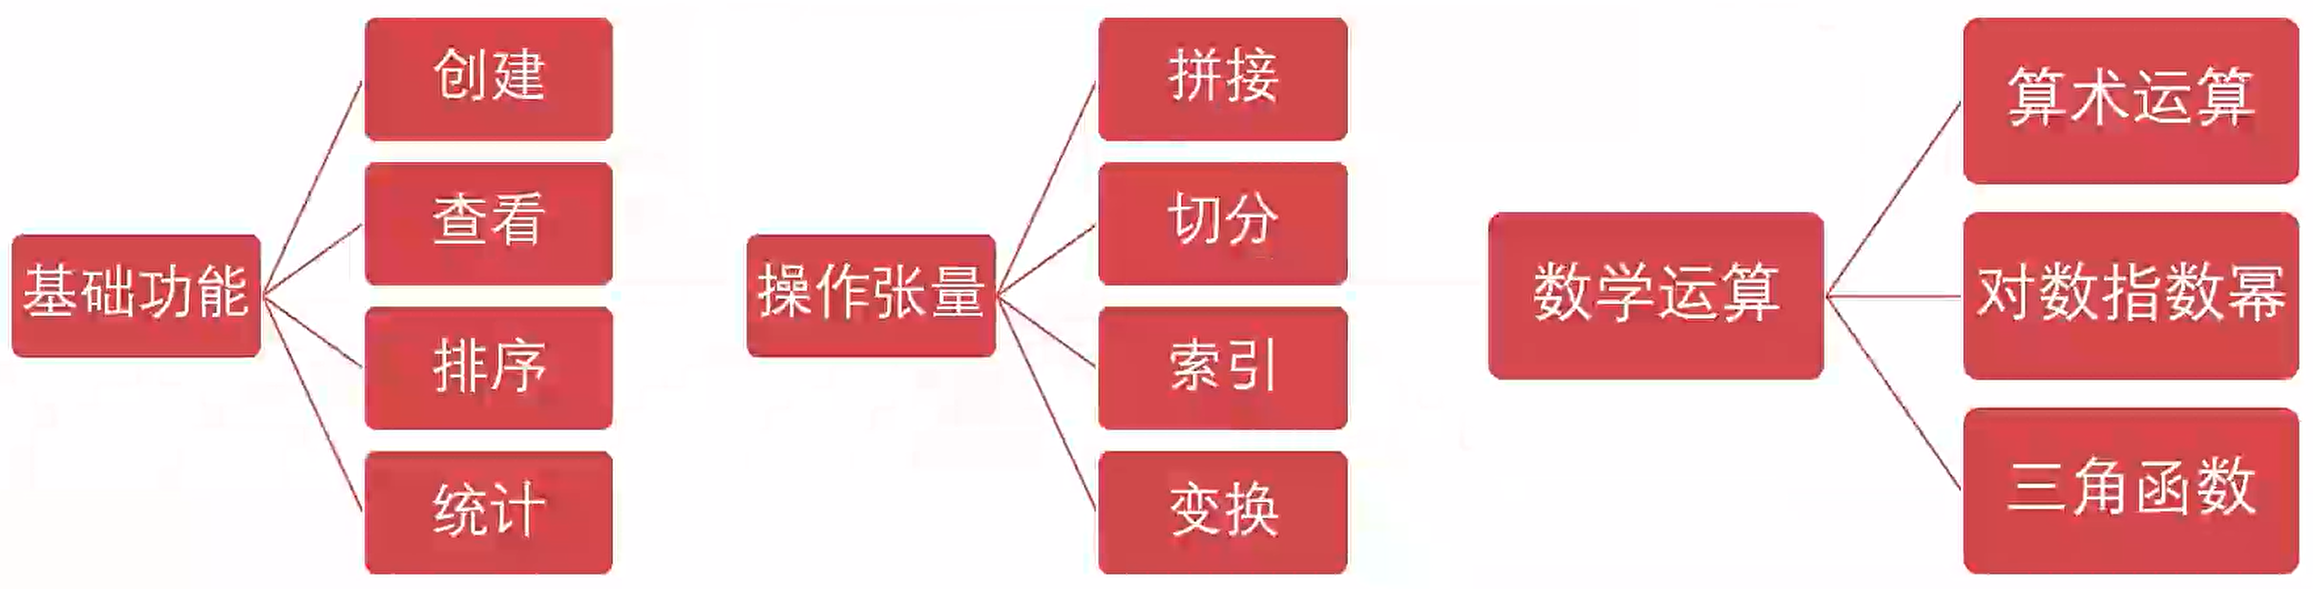 基础功能
创建
查看
排序
统计
操作张量
拼接
切分
索引
变换
数学运算
算术运算
对数指数幂
三角函数